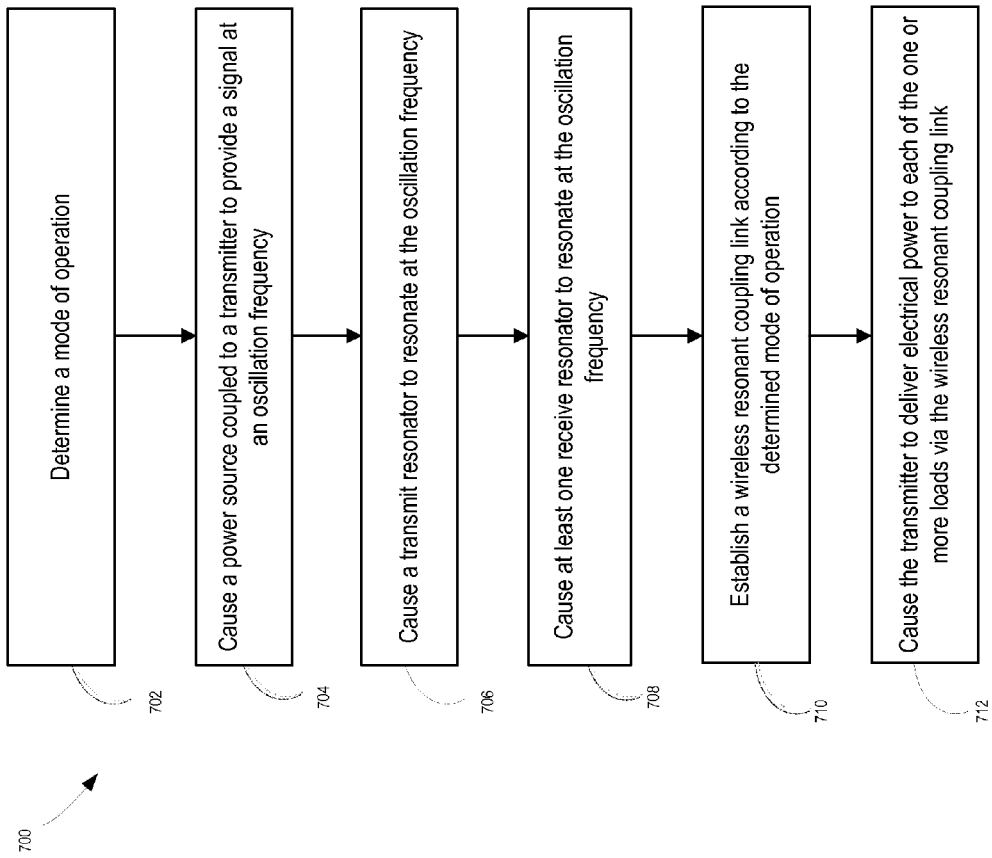 700
Determine a mode of operation
702
Cause a power source coupled to a transmitter to provide a signal at
an oscillation frequency
704
Cause a transmit resonator to resonate at the oscillation frequency
706
Cause at least one receive resonator to resonate at the oscillation
frequency
708
Establish a wireless resonant coupling link according to the
determined mode of operation
710
Cause the transmitter to deliver electrical power to each of the one or
more loads via the wireless resonant coupling link
712